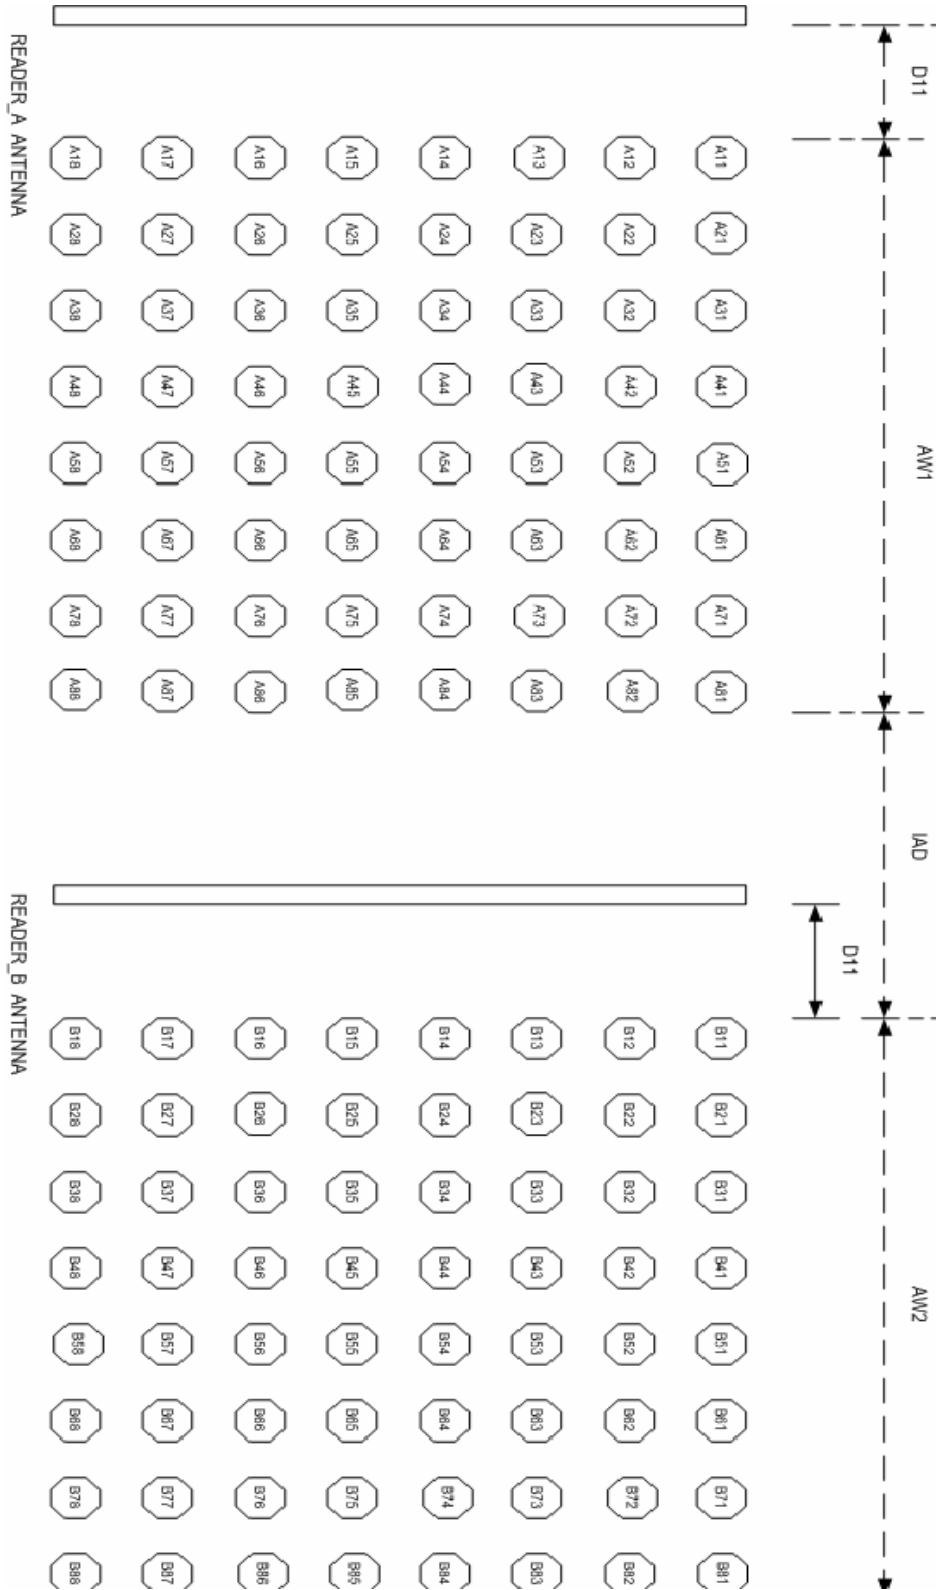 D11 AW1 IAD AW2
D11
A11 A21 A31 A41 A51 A61 A71 A81 B11 B21 B31 B41 B51 B61 B71 B81
A12 A22 A32 A42 A52 A62 A72 A82 B12 B22 B32 B42 B52 B62 B72 B82
A13 A23 A33 A43 A53 A63 A73 A83 B13 B23 B33 B43 B53 B63 B73 B83
A14 A24 A34 A44 A54 A64 A74 A84 B14 B24 B34 B44 B54 B64 B74 B84
A15 A25 A35 A45 A55 A65 A75 A85 B15 B25 B35 B45 B55 B65 B75 B85
A16 A26 A36 A46 A56 A66 A76 A86 B16 B26 B36 B46 B56 B66 B76 B86
A17 A27 A37 A47 A57 A67 A77 A87 B17 B27 B37 B47 B57 B67 B77 B87
A18 A28 A38 A48 A58 A68 A78 A88 B18 B28 B38 B48 B58 B68 B78 B88
READER_A ANTENNA READER_B ANTENNA